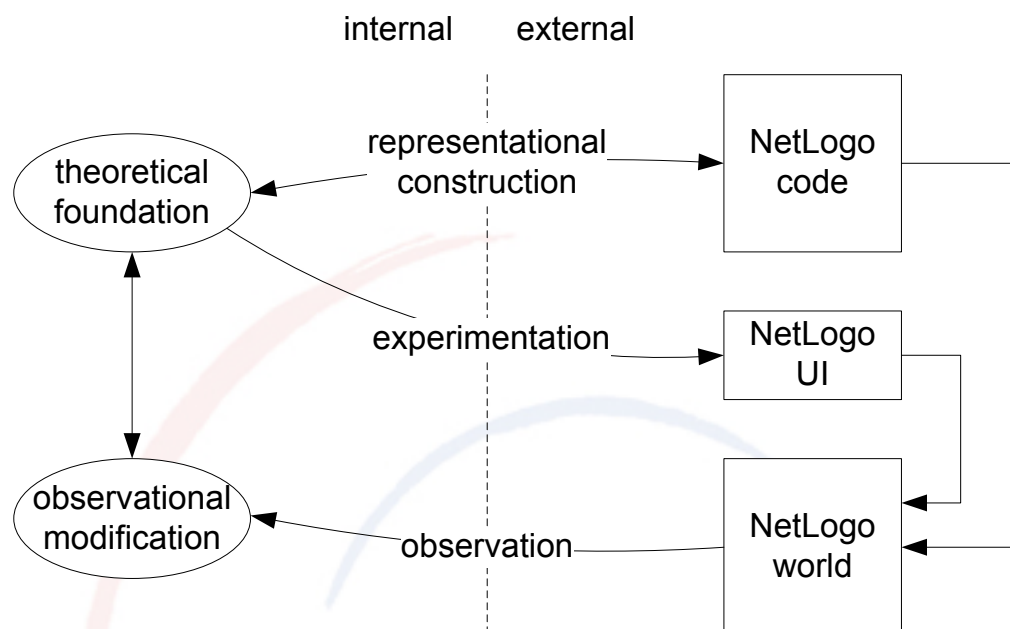 internal external
representational
construction
NetLogo
code
theoretical
foundation
experimentation
NetLogo
UI
observational
modification
observation
NetLogo
world